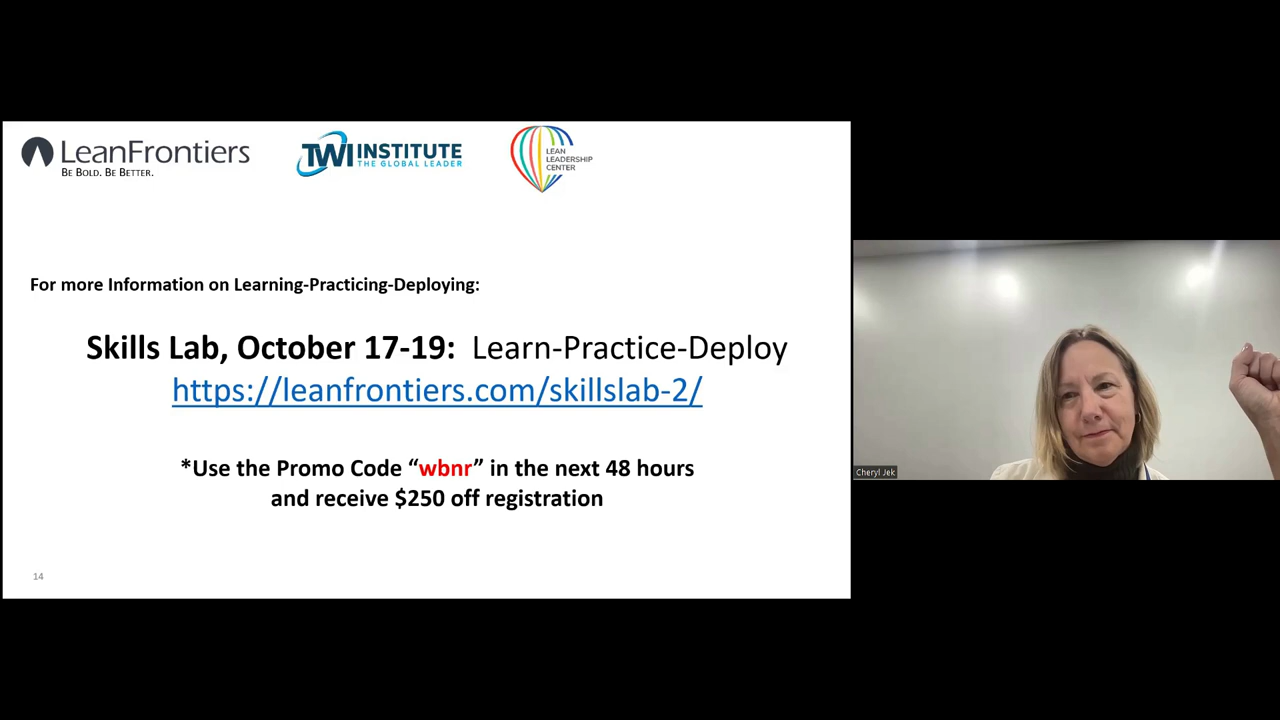 LeanFrontiers
BE BOLD. BE BETTER.
TWI INSTITUTE
THE GLOBAL LEADER
LEAN
LEADERSHIP
CENTER
For more Information on Learning-Practicing-Deploying:
Skills Lab, October 17-19: Learn-Practice-Deploy
https://leanfrontiers.com/skillslab-2/
*Use the Promo Code “wbnr” in the next 48 hours
and receive $250 off registration
14
Cheryl Jek